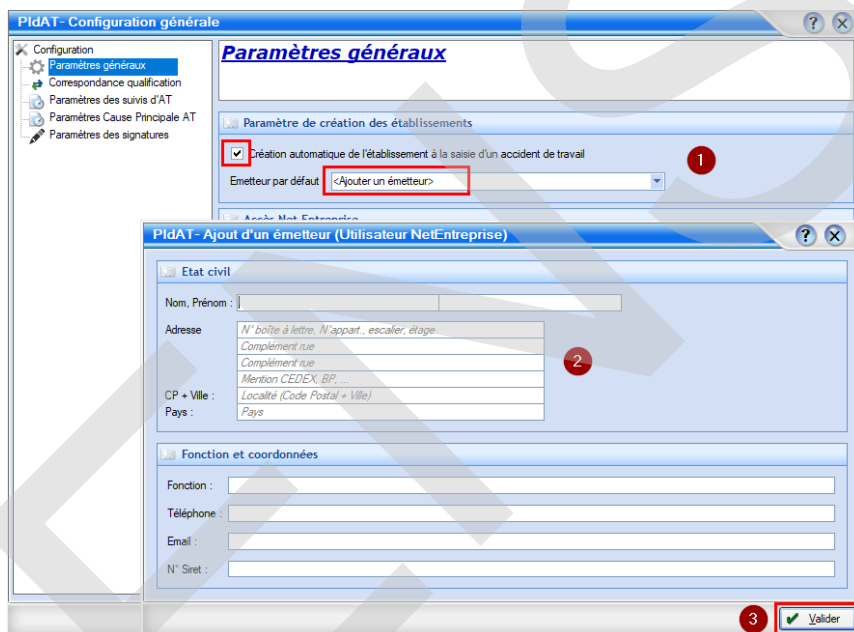 PldAT- Configuration générale
Configuration
Paramètres généraux
Correspondance qualification
Paramètres des suivis d'AT
Paramètres Cause Principale AT
Paramètres des signatures
Paramètres généraux
Paramètre de création des établissements
Création automatique de l'établissement à la saisie d'un accident de travail
1
Emetteur par défaut <Ajouter un émetteur>
Accès Net Entreprise
PldAT- Ajout d'un émetteur (Utilisateur NetEntreprise)
Etat civil
Nom, Prénom :
Adresse N° boîte à lettre, N°appart., escalier, étage
Complément rue
Complément rue
2
Mention CEDEX, BP, ...
CP + Ville : Localité (Code Postal + Ville)
Pays : Pays
Fonction et coordonnées
Fonction :
Téléphone :
Email :
N° Siret :
3 Valider